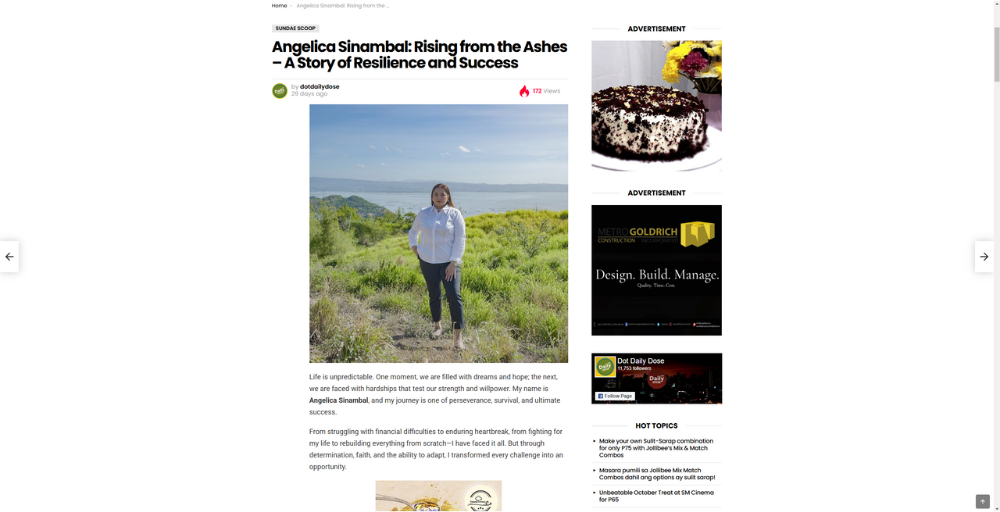 Home › Angelica Sinambal: Rising from the ...
SUNDAE SCOOP
Angelica Sinambal: Rising from the Ashes
– A Story of Resilience and Success
by dotdailydose
29 days ago
172 Views
Life is unpredictable. One moment, we are filled with dreams and hope; the next,
we are faced with hardships that test our strength and willpower. My name is
Angelica Sinambal, and my journey is one of perseverance, survival, and ultimate
success.
From struggling with financial difficulties to enduring heartbreak, from fighting for
my life to rebuilding everything from scratch—I have faced it all. But through
determination, faith, and the ability to adapt, I transformed every challenge into an
opportunity.
ADVERTISEMENT
ADVERTISEMENT
METROGOLDRICH
CONSTRUCTION INCORPORATED
Design. Build. Manage.
Quality. Time. Cost.
Dot Daily Dose
11,753 followers
Daily
Follow Page
HOT TOPICS
Make your own Sulit-Sarap combination
for only P75 with Jollibee's Mix & Match
Combos
Masara pumili sa Jollibee Mix Match
Combos dahil ang options ay sulit sarap!
Unbeatable October Treat at SM Cinema
for P65